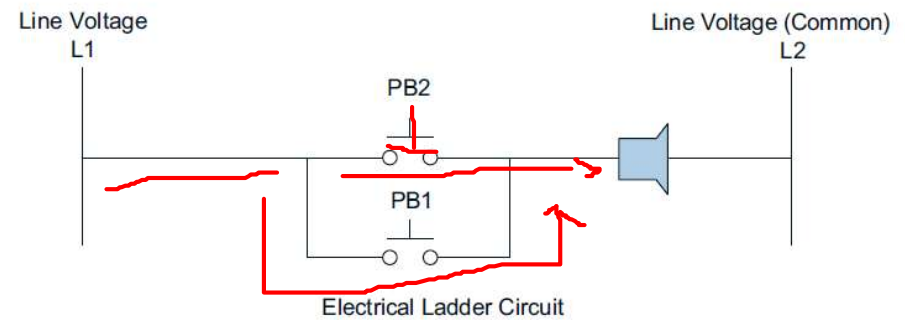 Line Voltage
L1
Line Voltage (Common)
L2
PB2
PB1
Electrical Ladder Circuit